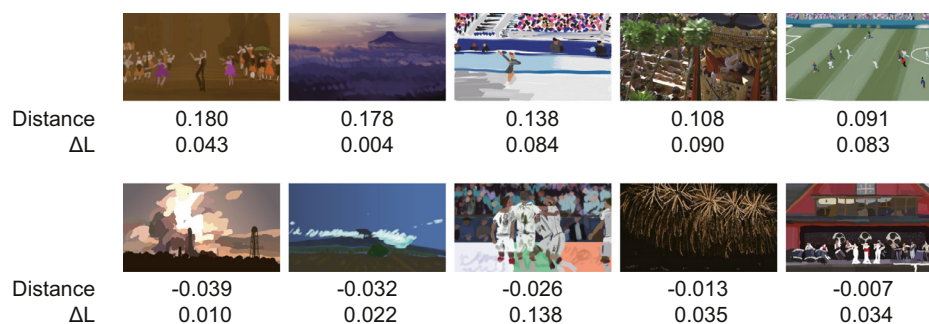 Distance 0.180 0.178 0.138 0.108 0.091
ΔL 0.043 0.004 0.084 0.090 0.083
Distance -0.039 -0.032 -0.026 -0.013 -0.007
ΔL 0.010 0.022 0.138 0.035 0.034